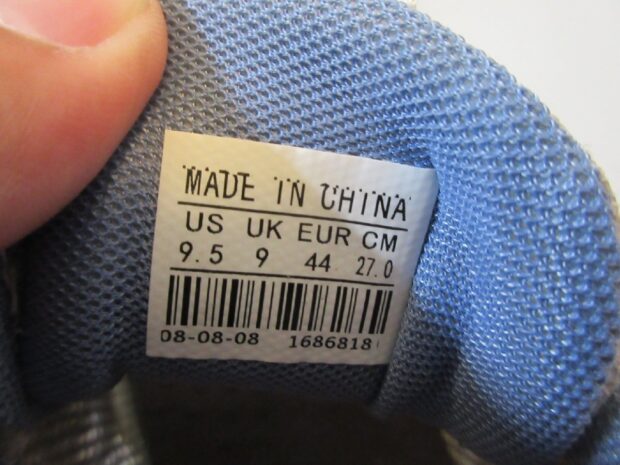 MADE IN CHINA
US UK EUR CM
9.5 9 44 27.0
08-08-08 1686818